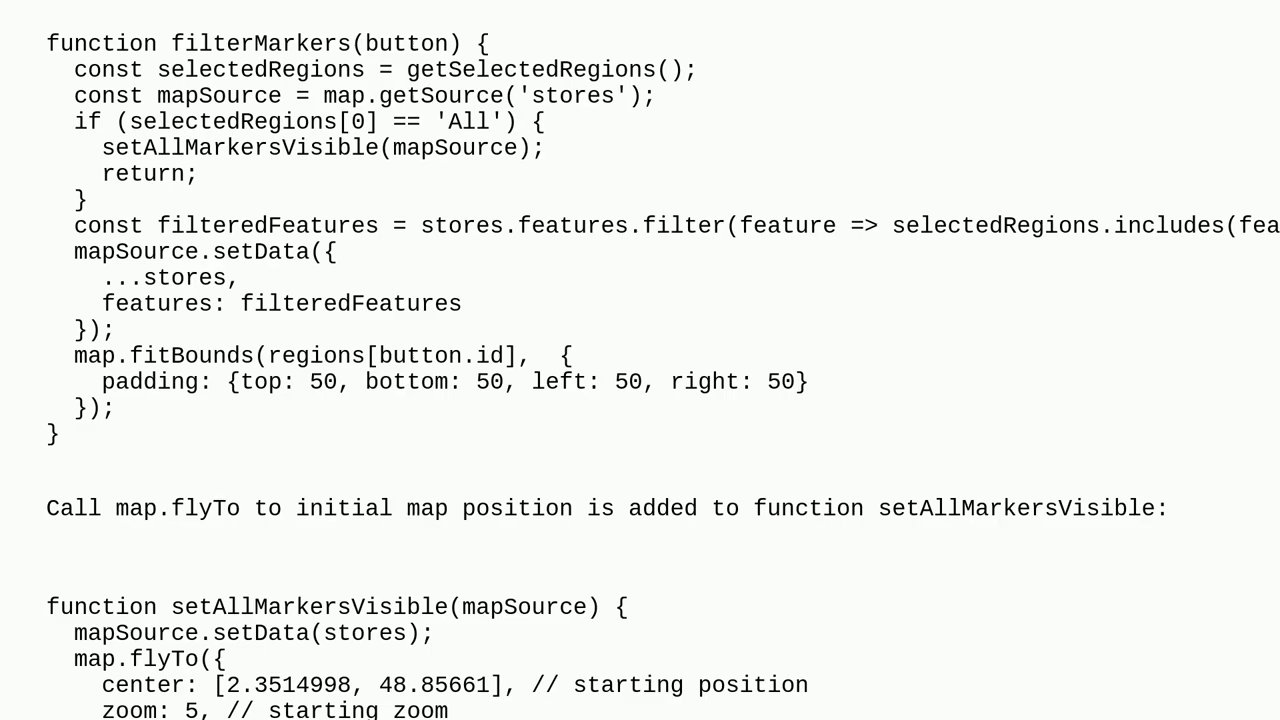 function filterMarkers(button) {
  const selectedRegions = getSelectedRegions();
  const mapSource = map.getSource('stores');
  if (selectedRegions[0] == 'All') {
    setAllMarkersVisible(mapSource);
    return;
  }
  const filteredFeatures = stores.features.filter(feature => selectedRegions.includes(fea
  mapSource.setData({
    ...stores,
    features: filteredFeatures
  });
  map.fitBounds(regions[button.id],  {
    padding: {top: 50, bottom: 50, left: 50, right: 50}
  });
}
Call map.flyTo to initial map position is added to function setAllMarkersVisible:
function setAllMarkersVisible(mapSource) {
  mapSource.setData(stores);
  map.flyTo({
    center: [2.3514998, 48.85661], // starting position
    zoom: 5, // starting zoom